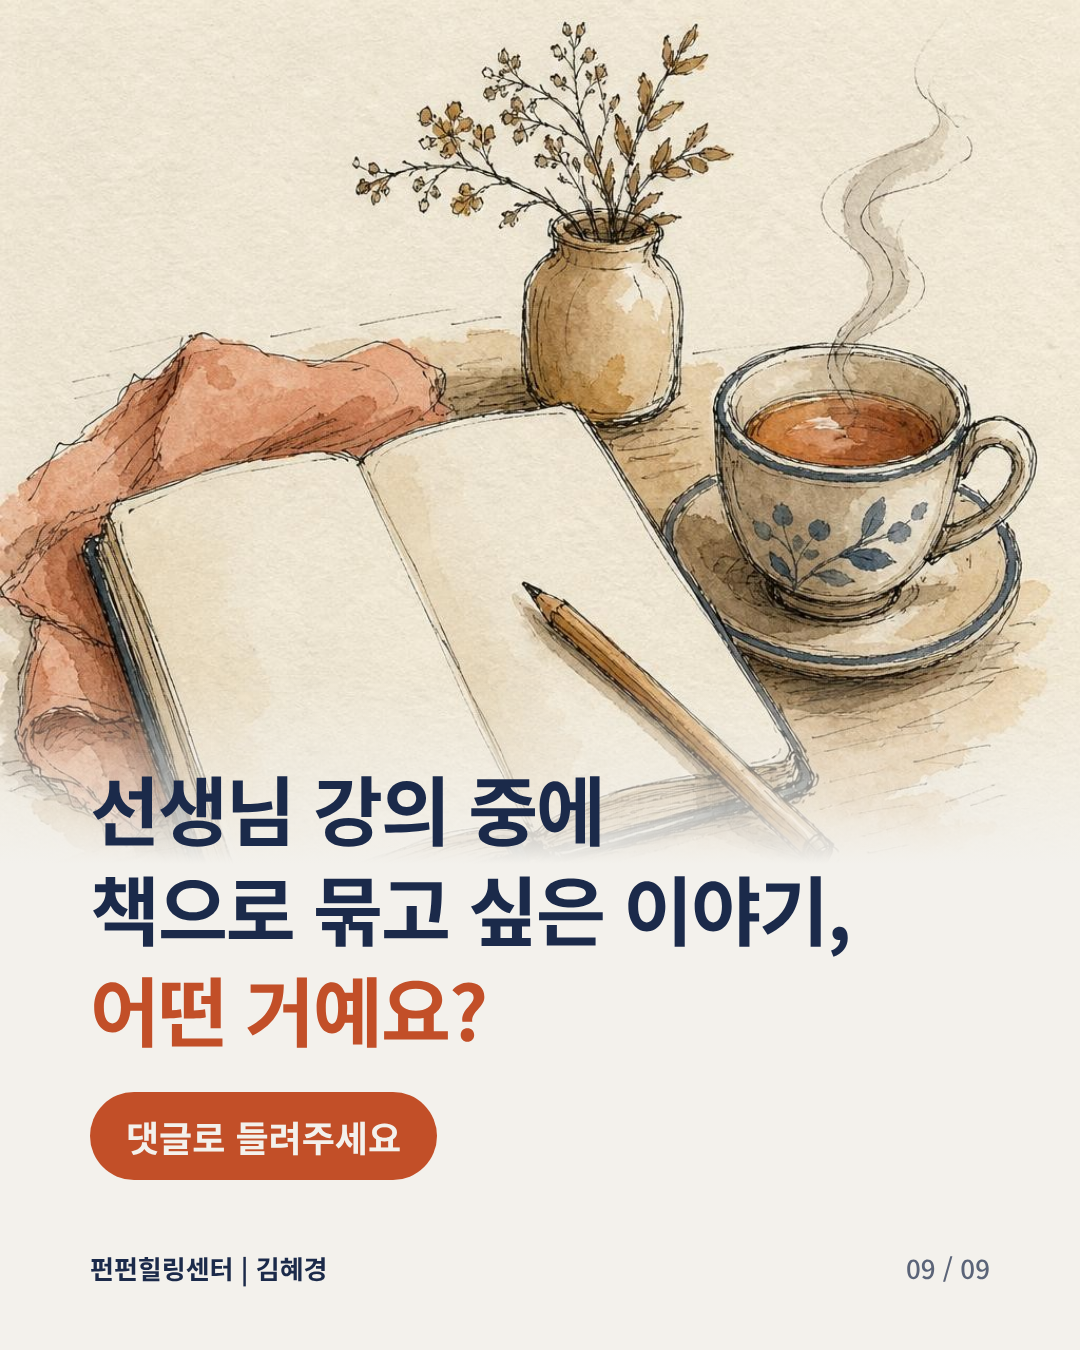 선생님 강의 중에
책으로 묶고 싶은 이야기,
어떤 거예요?
댓글로 들려주세요
펀펀힐링센터 | 김혜경
09 / 09